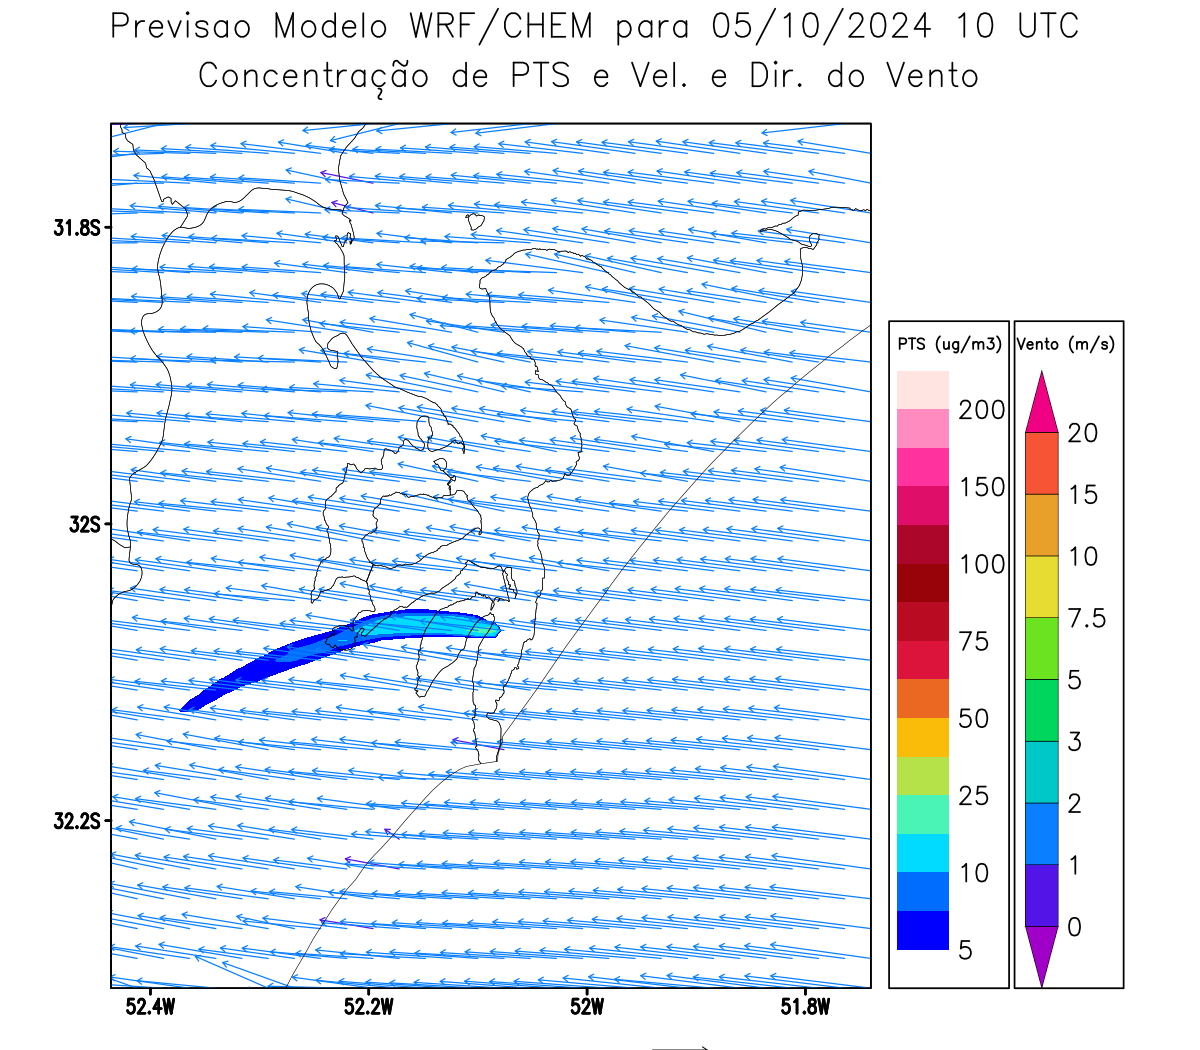 Previsao Modelo WRF/CHEM para 05/10/2024 10 UTC
Concentração de PTS e Vel. e Dir. do Vento
31.8S
32S
32.2S
52.4W 52.2W 52W 51.8W
PTS (ug/m3)
200
150
100
75
50
25
10
5
Vento (m/s)
20
15
10
7.5
5
3
2
1
0